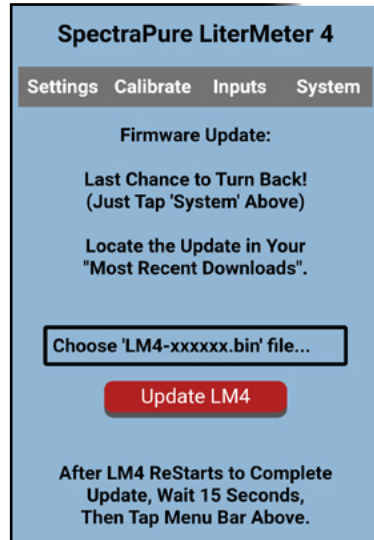 SpectraPure LiterMeter 4
Settings Calibrate Inputs System
Firmware Update:
Last Chance to Turn Back!
(Just Tap 'System' Above)
Locate the Update in Your
"Most Recent Downloads".
Choose 'LM4-xxxxxx.bin' file...
Update LM4
After LM4 ReStarts to Complete
Update, Wait 15 Seconds,
Then Tap Menu Bar Above.